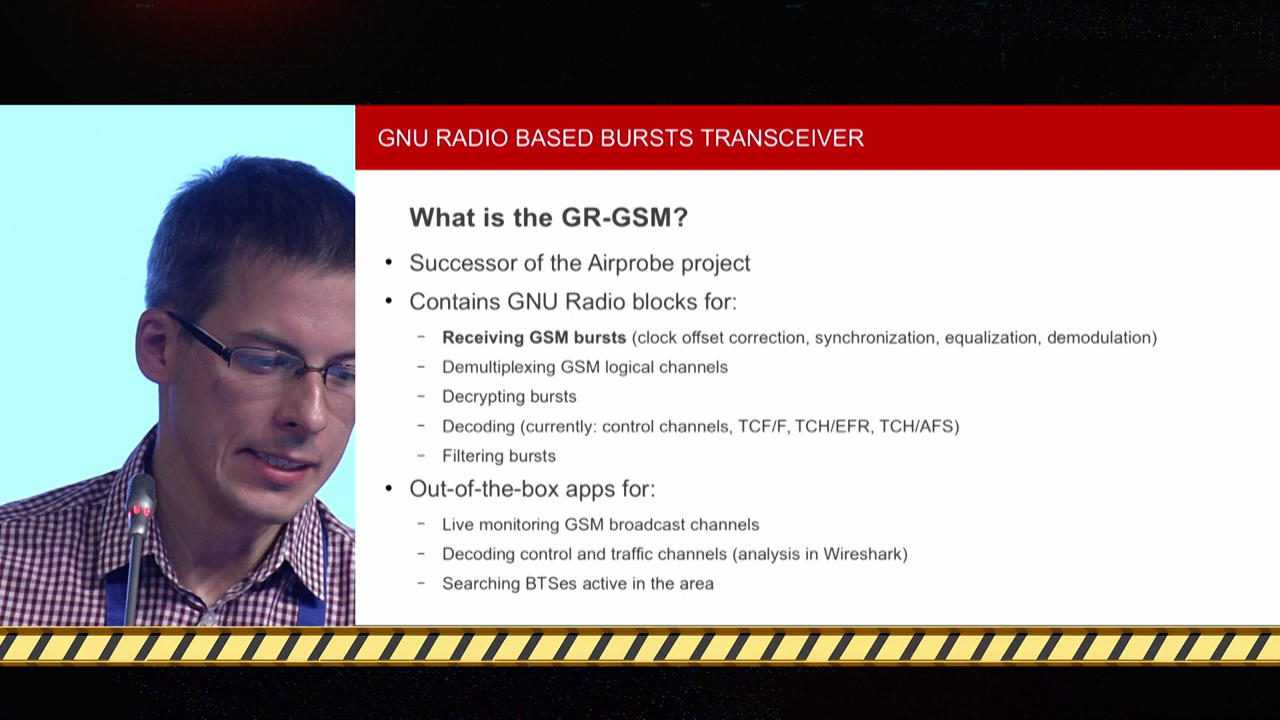 GNU RADIO BASED BURSTS TRANSCEIVER
What is the GR-GSM?
• Successor of the Airprobe project
• Contains GNU Radio blocks for:
– Receiving GSM bursts (clock offset correction, synchronization, equalization, demodulation)
– Demultiplexing GSM logical channels
– Decrypting bursts
– Decoding (currently: control channels, TCF/F, TCH/EFR, TCH/AFS)
– Filtering bursts
• Out-of-the-box apps for:
– Live monitoring GSM broadcast channels
– Decoding control and traffic channels (analysis in Wireshark)
– Searching BTSes active in the area